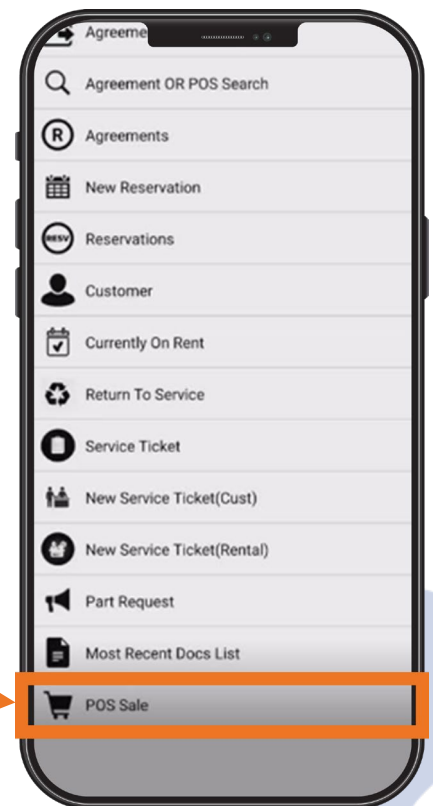 Agreeme
Agreement OR POS Search
R
Agreements
New Reservation
RESV
Reservations
Customer
Currently On Rent
Return To Service
Service Ticket
New Service Ticket(Cust)
New Service Ticket(Rental)
Part Request
Most Recent Docs List
POS Sale